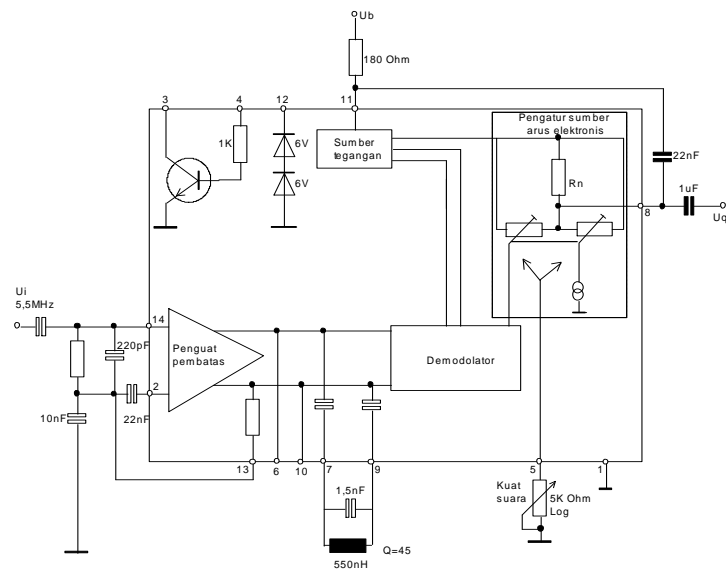 Ub
180 Ohm
3
4
12
11
Pengatur sumber
arus elektronis
1K
6V
Sumber
tegangan
6V
22nF
Rn
1uF
8
Uq
Ui
5,5MHz
14
220pF
Penguat
pembatas
Demodolator
2
10nF
22nF
13
6
10
7
9
5
1
1,5nF
Kuat
suara
5K Ohm
Log
Q=45
550nH